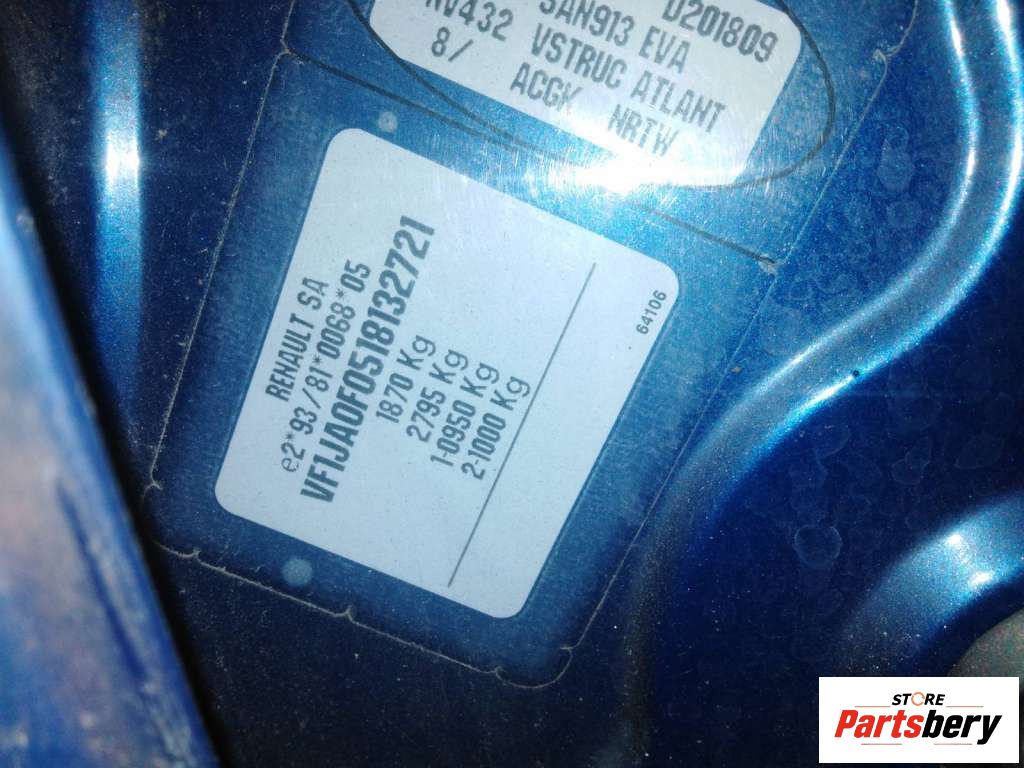 SAN913 EVA D201809
RV432 VSTRUC ATLANT
8/ ACGK NRTW
RENAULT SA
e2*93/81*0068*05
VF1JA0F0518132721
1870 Kg
2795 Kg
1-0950 Kg
2-1000 Kg
64106
STORE
Partsbery